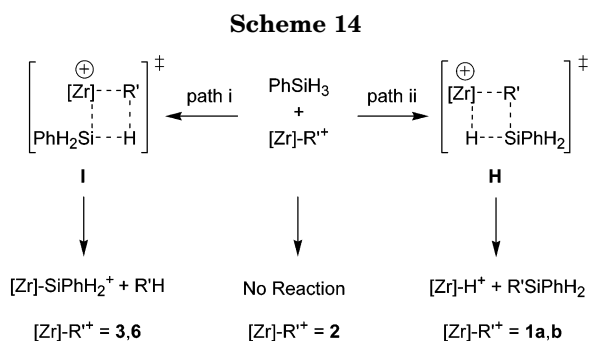 Scheme 14
⊕
[Zr]---R'
PhH₂Si---H
‡
I
path i
PhSiH₃
+
[Zr]-R'⁺
path ii
⊕
[Zr]---R'
H---SiPhH₂
‡
H
[Zr]-SiPhH₂⁺ + R'H
No Reaction
[Zr]-H⁺ + R'SiPhH₂
[Zr]-R'⁺ = 3,6
[Zr]-R'⁺ = 2
[Zr]-R'⁺ = 1a,b